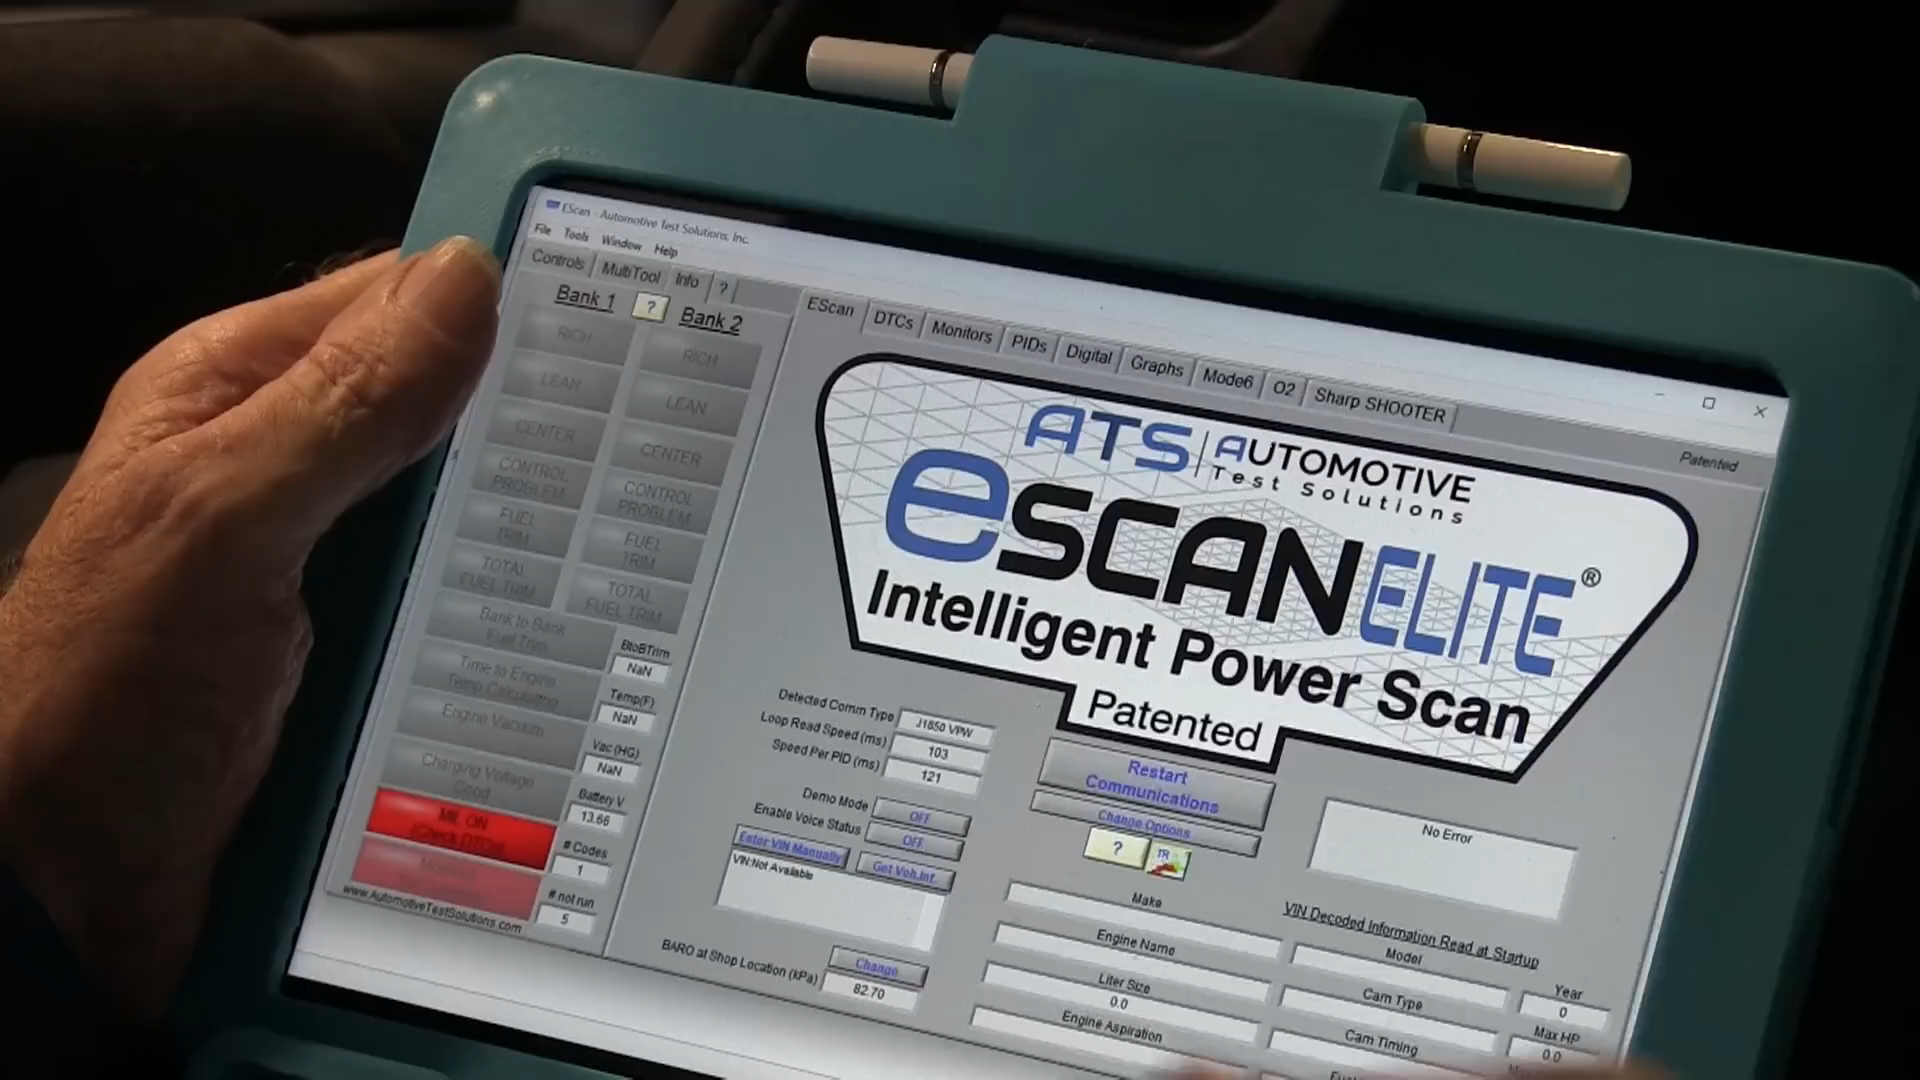 EScan - Automotive Test Solutions, Inc.
File Tools Window Help
Controls MultiTool Info ?
Bank 1 ? Bank 2
RICH RICH
LEAN LEAN
CENTER CENTER
CONTROL PROBLEM CONTROL PROBLEM
FUEL TRIM FUEL TRIM
TOTAL FUEL TRIM TOTAL FUEL TRIM
Bank to Bank
Fuel Trim
BtoBTrim
NaN
Time to Engine
Temp Calculating
Temp(F)
NaN
Engine Vacuum
Vac (HG)
NaN
Charging Voltage
Good
Battery V
13.66
MIL ON
(Check DTCs)
# Codes
1
# not run
5
www.AutomotiveTestSolutions.com
EScan DTCs Monitors PIDs Digital Graphs Mode6 O2 Sharp SHOOTER
Patented
ATS | AUTOMOTIVE
Test Solutions
eSCANELITE®
Intelligent Power Scan
Patented
Detected Comm Type J1850 VPW
Loop Read Speed (ms) 103
Speed Per PID (ms) 121
Demo Mode OFF
Enable Voice Status OFF
Enter VIN Manually Get Veh.Inf.
VIN:Not Available
BARO at Shop Location (kPa) Change
82.70
Restart
Communications
Change Options
? TR
No Error
VIN Decoded Information Read at Startup
Make
Engine Name
Liter Size
0.0
Engine Aspiration
Model
Cam Type
Cam Timing
Year
0
Max HP
0.0